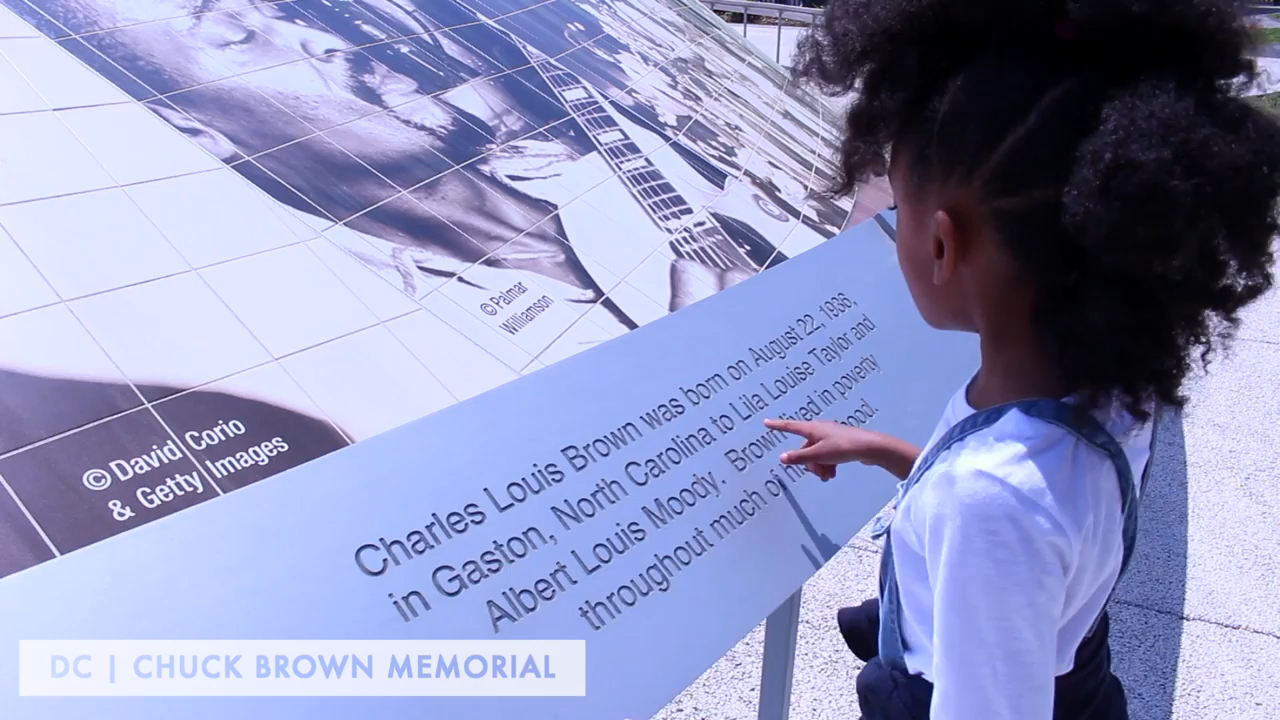 © Palmar
Williamson
Charles Louis Brown was born on August 22, 1936,
in Gaston, North Carolina to Lila Louise Taylor and
Albert Louis Moody. Brown lived in poverty
throughout much of his
© David Corio
& Getty Images
DC | CHUCK BROWN MEMORIAL